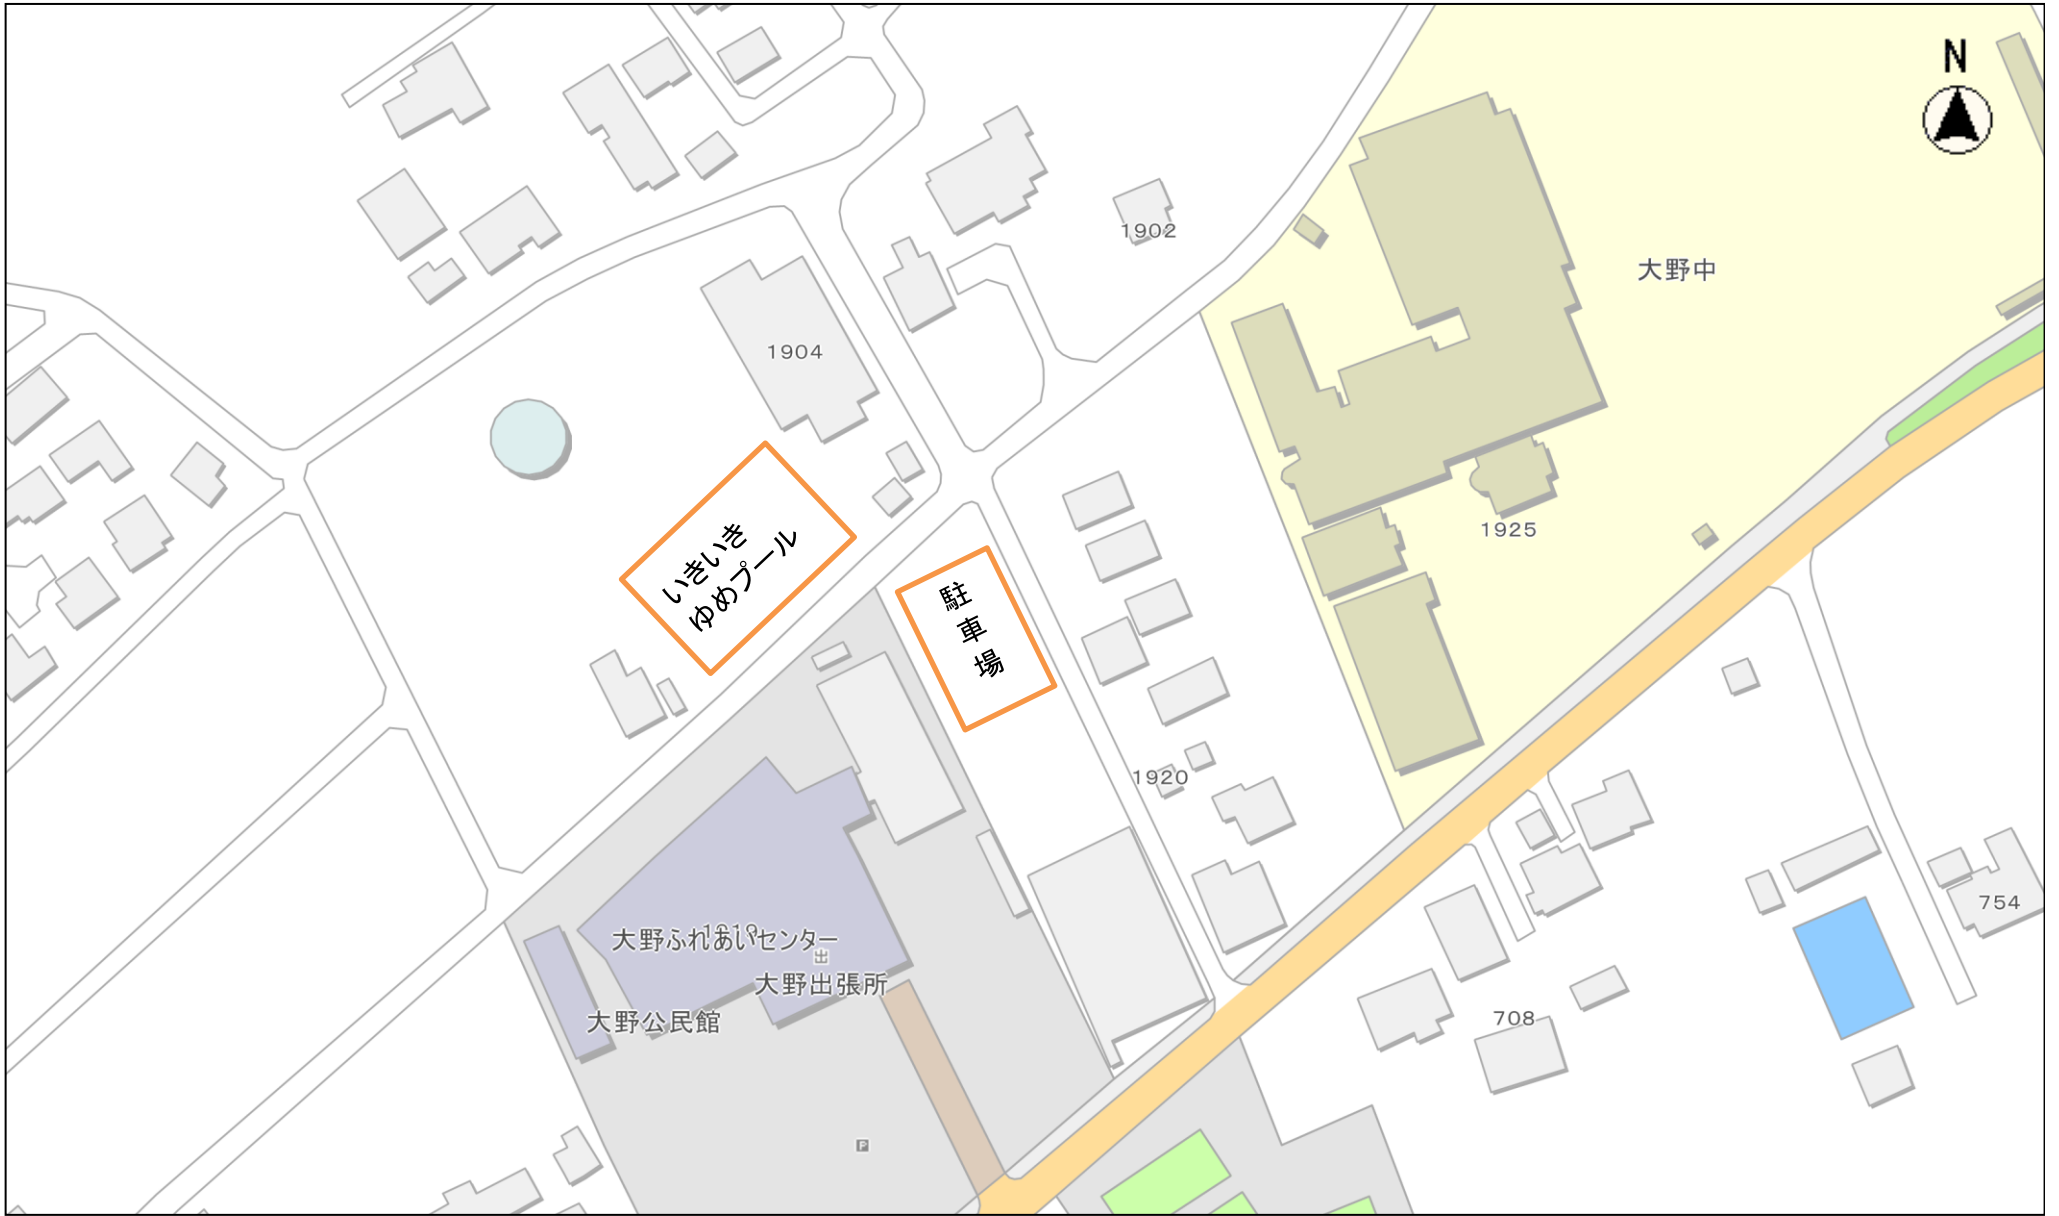 N
1902
大野中
1904
1925
いきいき
ゆめプール
駐車場
1920
754
大野ふれあいセンター
出
大野出張所
大野公民館
708
P